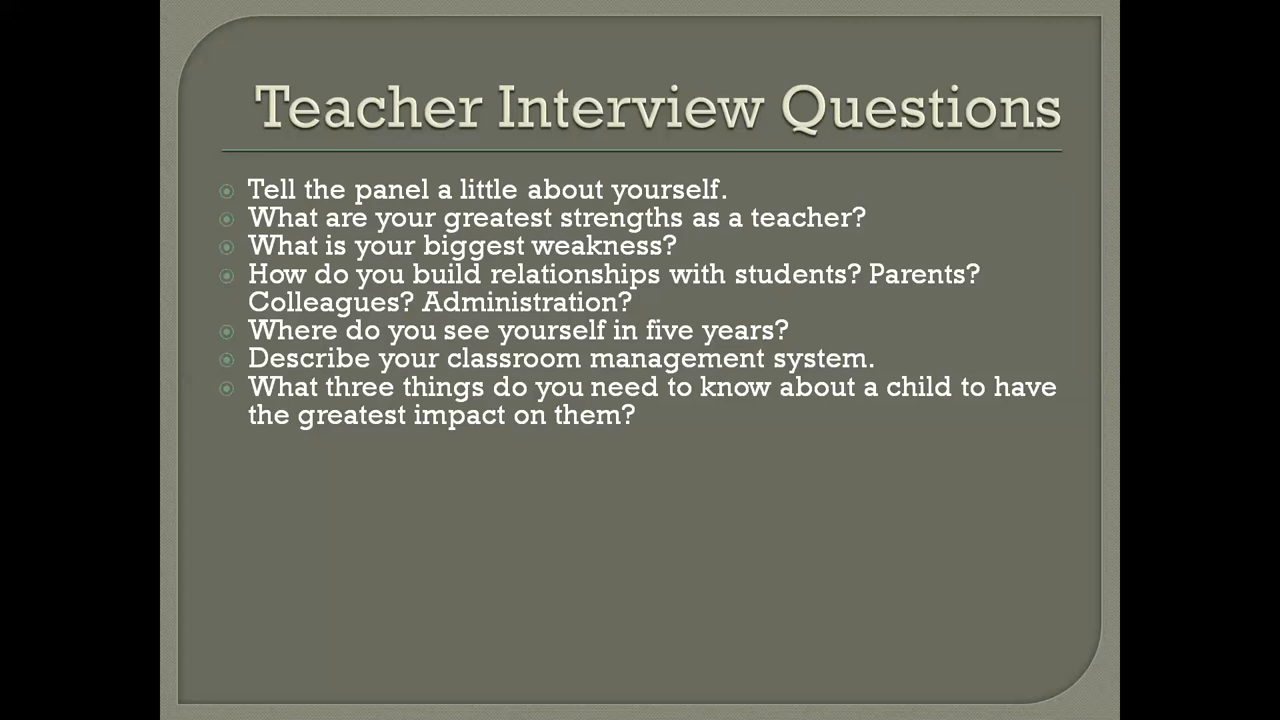 Teacher Interview Questions
Tell the panel a little about yourself.
What are your greatest strengths as a teacher?
What is your biggest weakness?
How do you build relationships with students? Parents?
Colleagues? Administration?
Where do you see yourself in five years?
Describe your classroom management system.
What three things do you need to know about a child to have
the greatest impact on them?